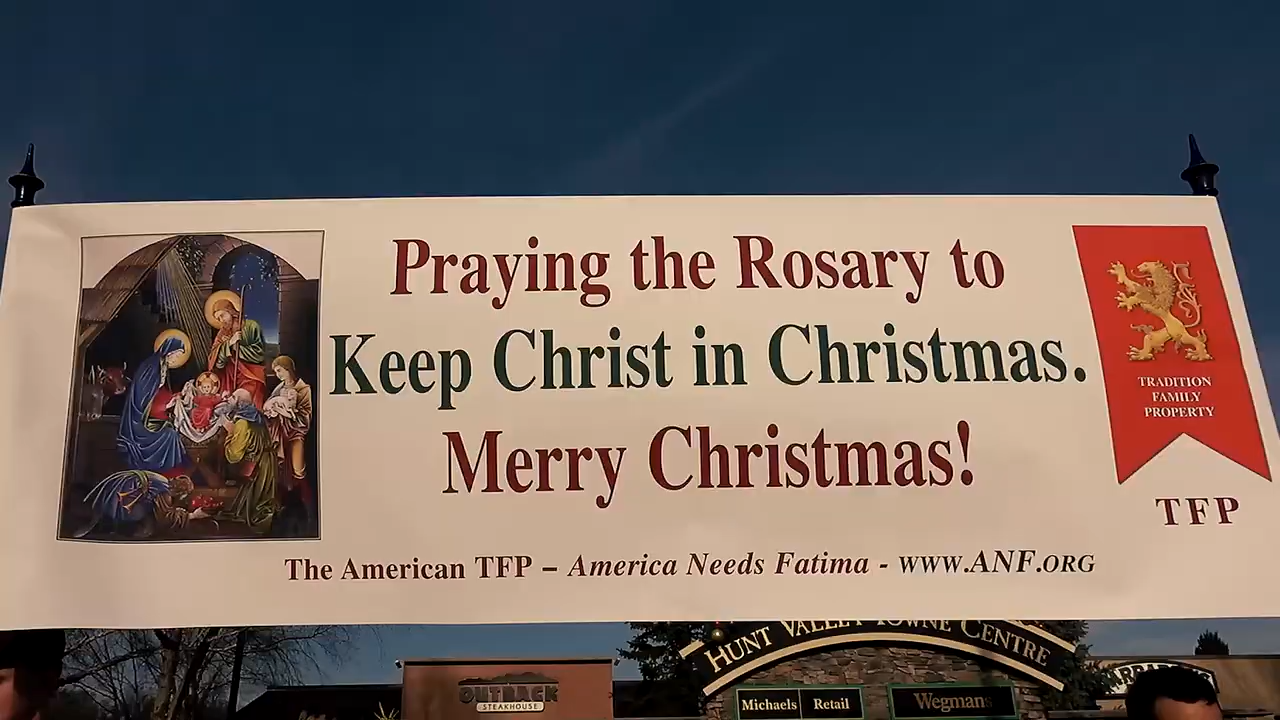 Praying the Rosary to
Keep Christ in Christmas.
Merry Christmas!
TRADITION
FAMILY
PROPERTY
TFP
The American TFP – America Needs Fatima - WWW.ANF.ORG
HUNT VALLEY TOWNE CENTRE
OUTBACK
STEAKHOUSE
Michaels
Retail
Wegmans